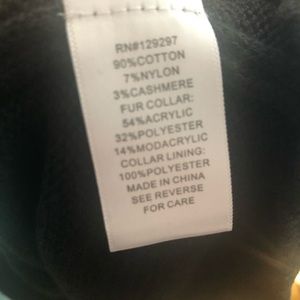 RN#129297
90%COTTON
7%NYLON
3%CASHMERE
FUR COLLAR:
54%ACRYLIC
32%POLYESTER
14%MODACRYLIC
COLLAR LINING:
100%POLYESTER
MADE IN CHINA
SEE REVERSE
FOR CARE